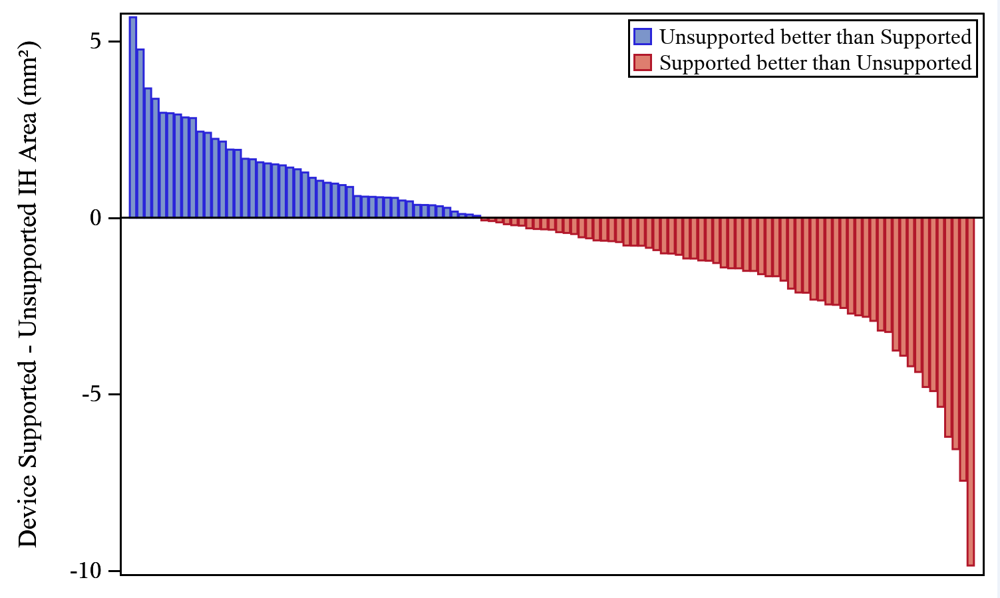 Device Supported - Unsupported IH Area (mm²)
5
0
-5
-10
Unsupported better than Supported
Supported better than Unsupported